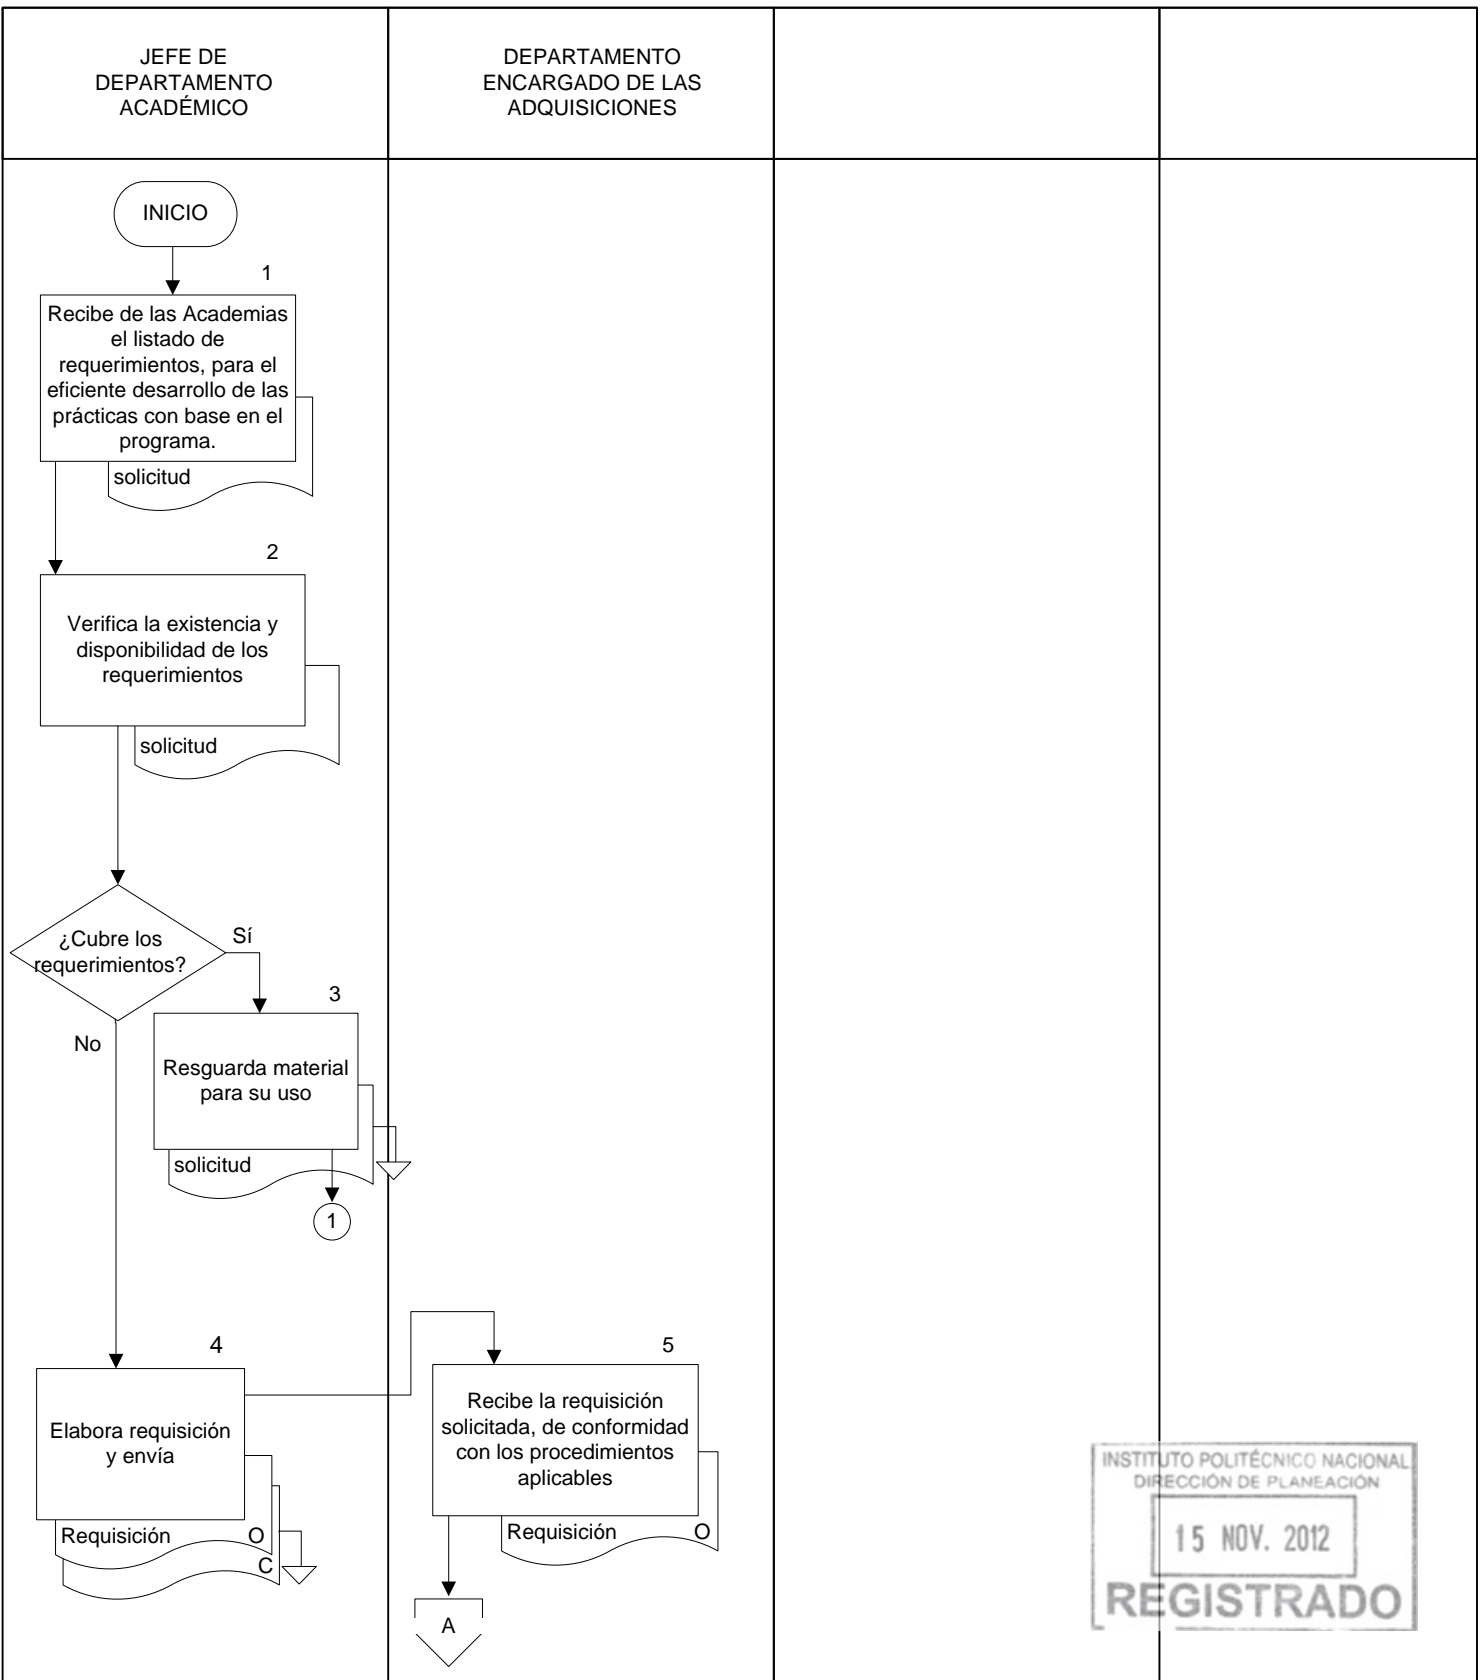 JEFE DE
DEPARTAMENTO
ACADÉMICO
DEPARTAMENTO
ENCARGADO DE LAS
ADQUISICIONES
INICIO
1
Recibe de las Academias
el listado de
requerimientos, para el
eficiente desarrollo de las
prácticas con base en el
programa.
solicitud
2
Verifica la existencia y
disponibilidad de los
requerimientos
solicitud
¿Cubre los
requerimientos?
Sí
No
3
Resguarda material
para su uso
solicitud
1
4
Elabora requisición
y envía
Requisición O
C
5
Recibe la requisición
solicitada, de conformidad
con los procedimientos
aplicables
Requisición O
A
INSTITUTO POLITÉCNICO NACIONAL
DIRECCIÓN DE PLANEACIÓN
15 NOV. 2012
REGISTRADO